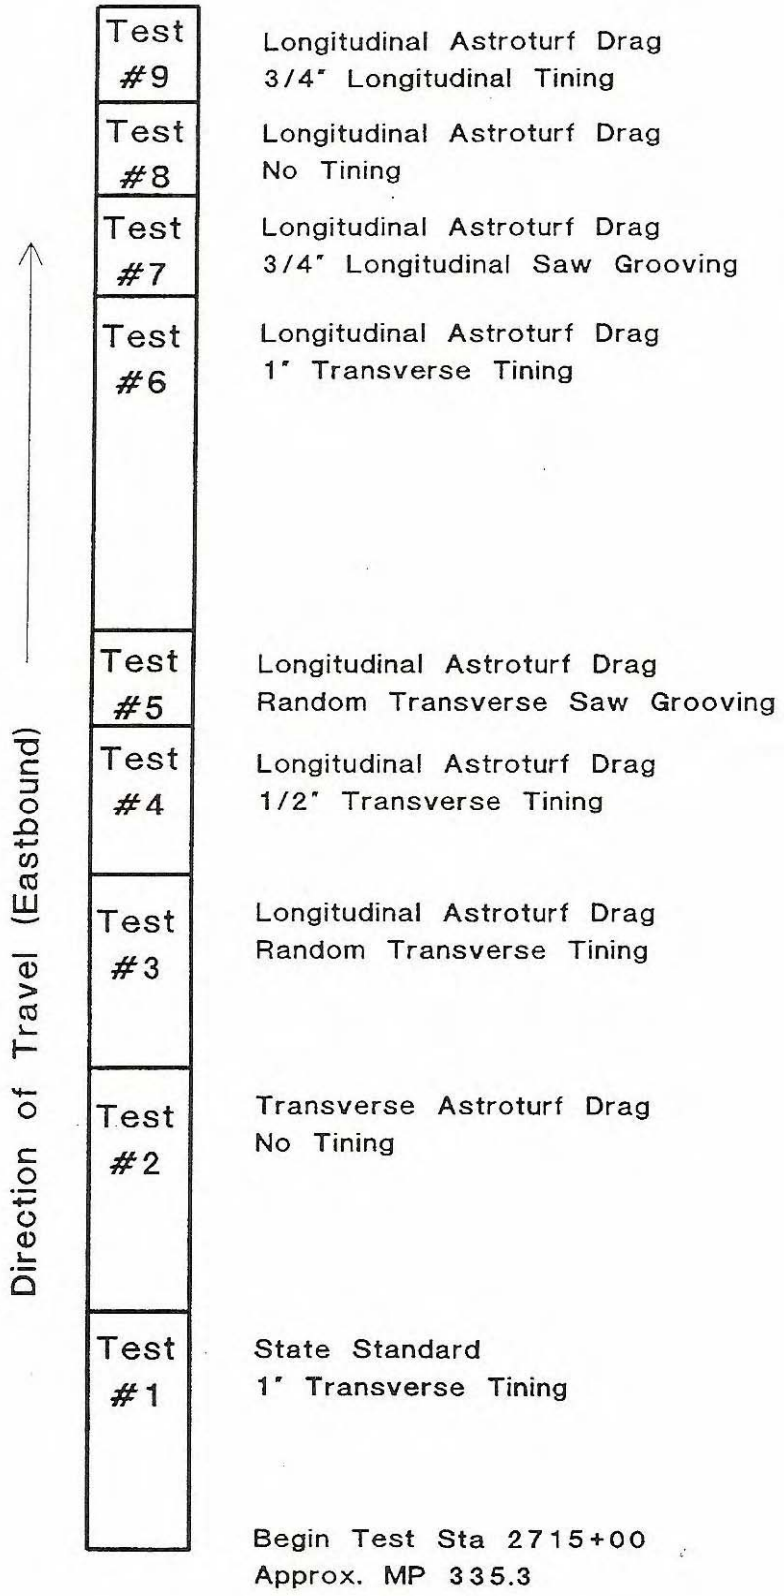 Test
#9
Longitudinal Astroturf Drag
3/4" Longitudinal Tining
Test
#8
Longitudinal Astroturf Drag
No Tining
Test
#7
Longitudinal Astroturf Drag
3/4" Longitudinal Saw Grooving
Test
#6
Longitudinal Astroturf Drag
1" Transverse Tining
Test
#5
Longitudinal Astroturf Drag
Random Transverse Saw Grooving
Test
#4
Longitudinal Astroturf Drag
1/2" Transverse Tining
Test
#3
Longitudinal Astroturf Drag
Random Transverse Tining
Test
#2
Transverse Astroturf Drag
No Tining
Test
#1
State Standard
1" Transverse Tining
Begin Test Sta 2715+00
Approx. MP 335.3
Direction of Travel (Eastbound)